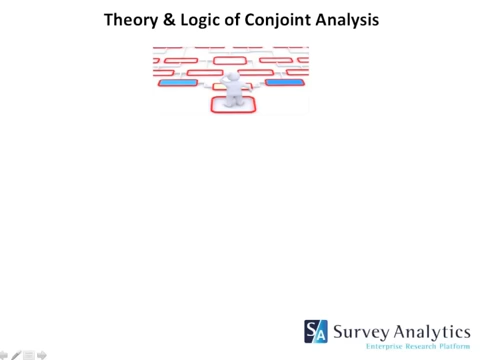 Theory & Logic of Conjoint Analysis
S/A Survey Analytics
Enterprise Research Platform